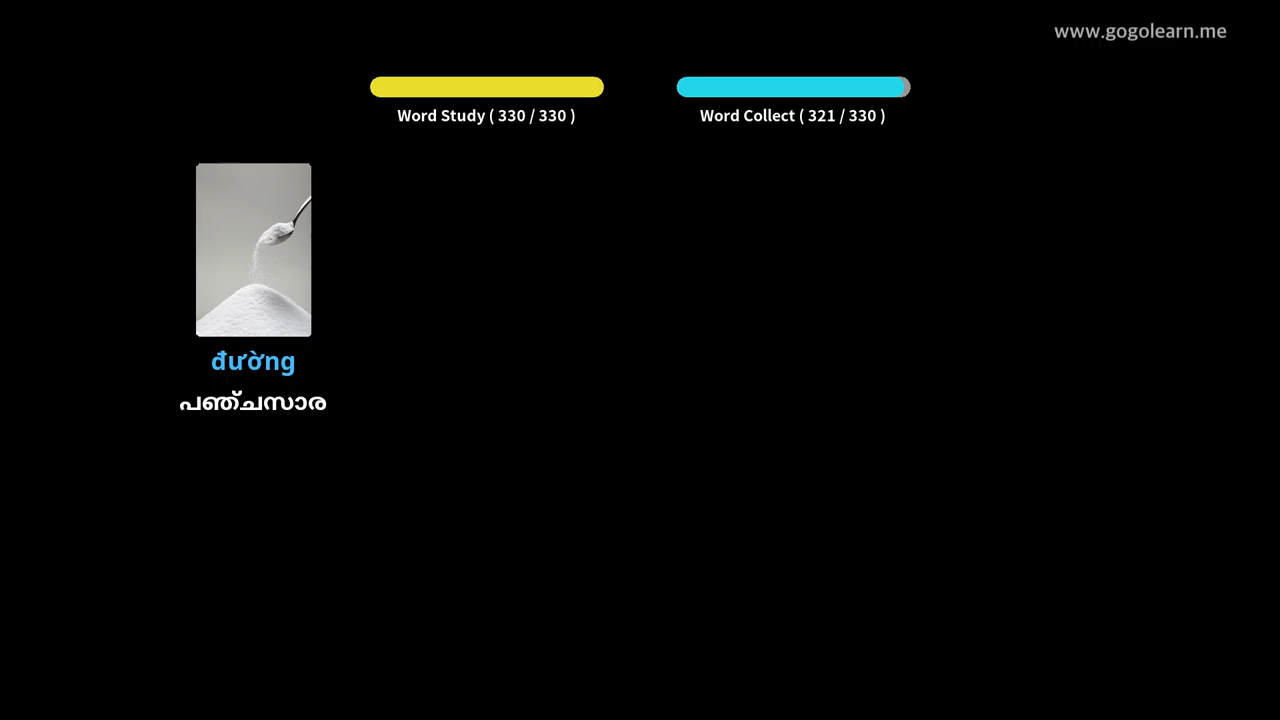 www.gogolearn.me
Word Study ( 330 / 330 )
Word Collect ( 321 / 330 )
đường
പഞ്ചസാര